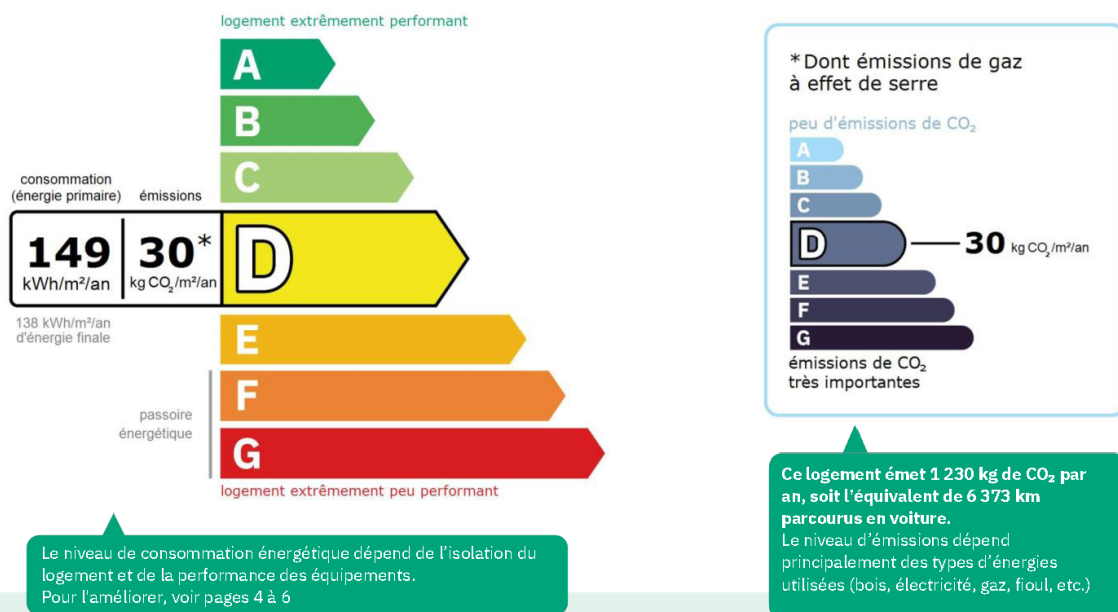 logement extrêmement performant
A
B
C
consommation
(énergie primaire)
émissions
149
kWh/m²/an
30*
kg CO₂/m²/an
D
138 kWh/m²/an
d'énergie finale
E
F
passoire
énergétique
G
logement extrêmement peu performant
Le niveau de consommation énergétique dépend de l'isolation du
logement et de la performance des équipements.
Pour l'améliorer, voir pages 4 à 6
*Dont émissions de gaz
à effet de serre
peu d'émissions de CO₂
A
B
C
D
30 kg CO₂/m²/an
E
F
G
émissions de CO₂
très importantes
Ce logement émet 1 230 kg de CO₂ par
an, soit l'équivalent de 6 373 km
parcourus en voiture.
Le niveau d'émissions dépend
principalement des types d'énergies
utilisées (bois, électricité, gaz, fioul, etc.)